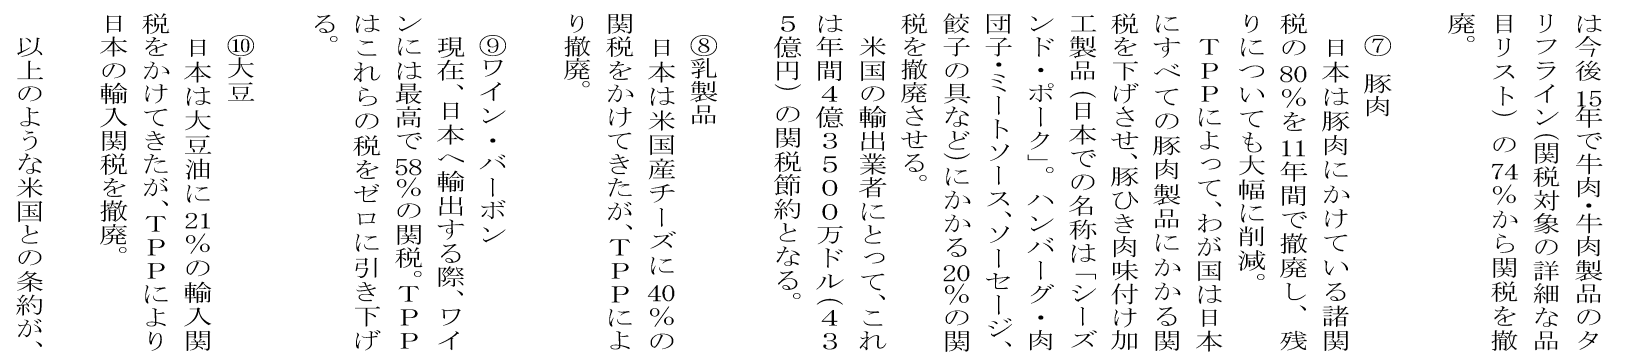 は今後15年で牛肉・牛肉製品のタ
リフライン(関税対象の詳細な品
目リスト)の74%から関税を撤
廃。
⑦ 豚肉
日本は豚肉にかけている諸関
税の80%を11年間で撤廃し、残
りについても大幅に削減。
TPPによって、わが国は日本
にすべての豚肉製品にかかる関
税を下げさせ、豚ひき肉味付け加
工製品(日本での名称は「シーズ
ンド・ポーク」。ハンバーグ・肉
団子・ミートソース、ソーセージ、
餃子の具など)にかかる20%の関
税を撤廃させる。
米国の輸出業者にとって、これ
は年間4億3500万ドル(43
5億円)の関税節約となる。
⑧乳製品
日本は米国産チーズに40%の
関税をかけてきたが、TPPによ
り撤廃。
⑨ワイン・バーボン
現在、日本へ輸出する際、ワイ
ンには最高で58%の関税。TPP
はこれらの税をゼロに引き下げ
る。
⑩大豆
日本は大豆油に21%の輸入関
税をかけてきたが、TPPにより
日本の輸入関税を撤廃。
以上のような米国との条約が、